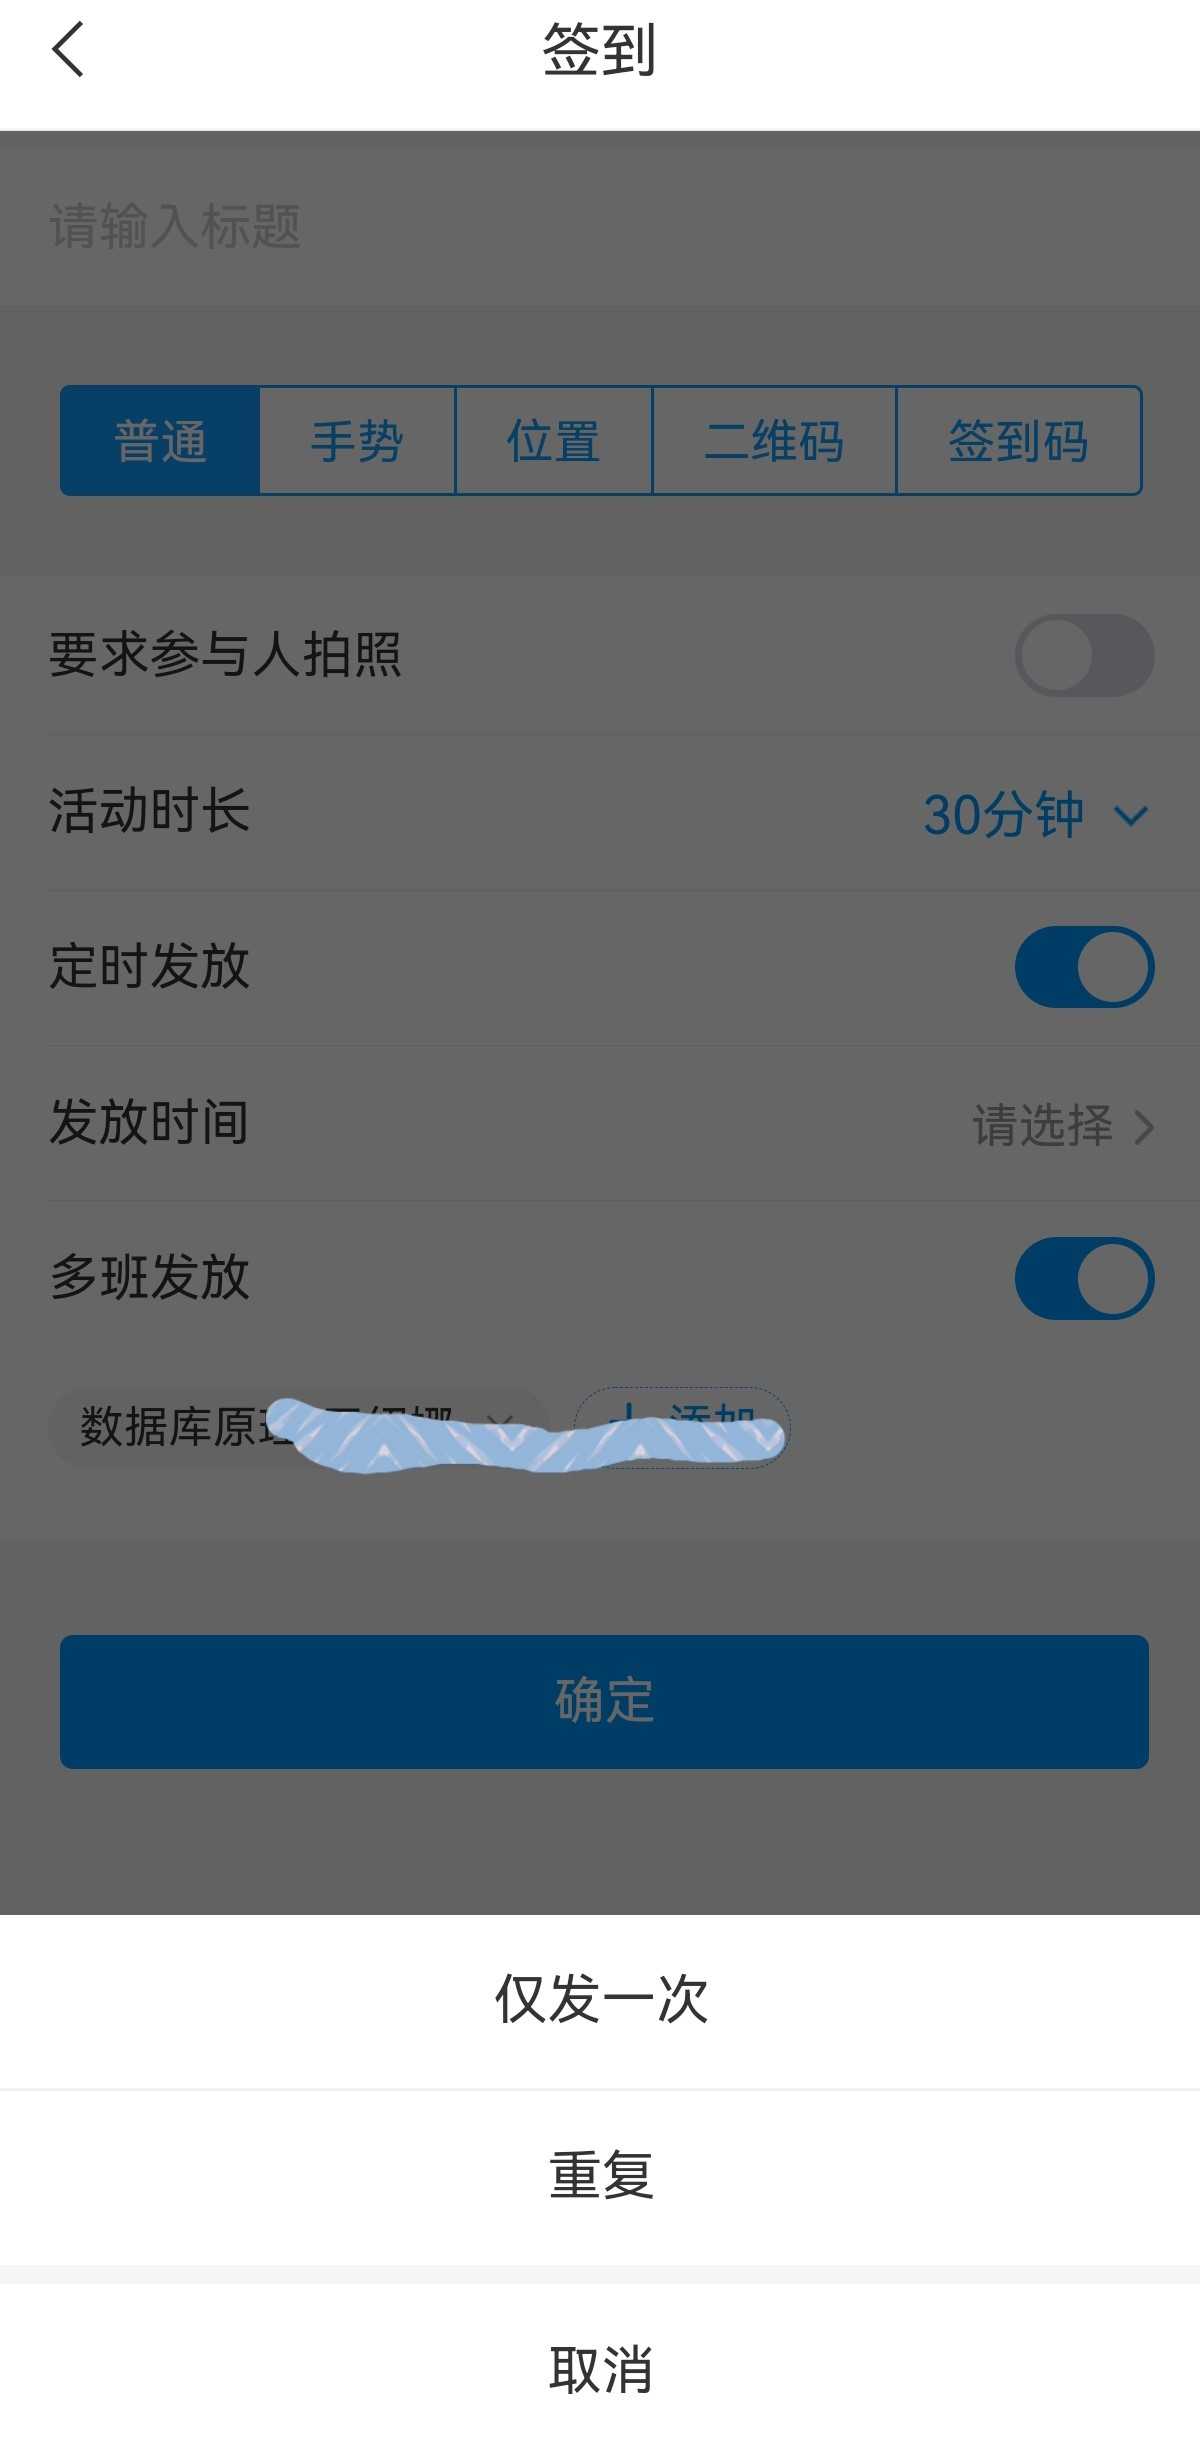 签到
请输入标题
普通 手势 位置 二维码 签到码
要求参与人拍照
活动时长 30分钟
定时发放
发放时间 请选择
多班发放
数据库原理 添加
确定
仅发一次
重复
取消